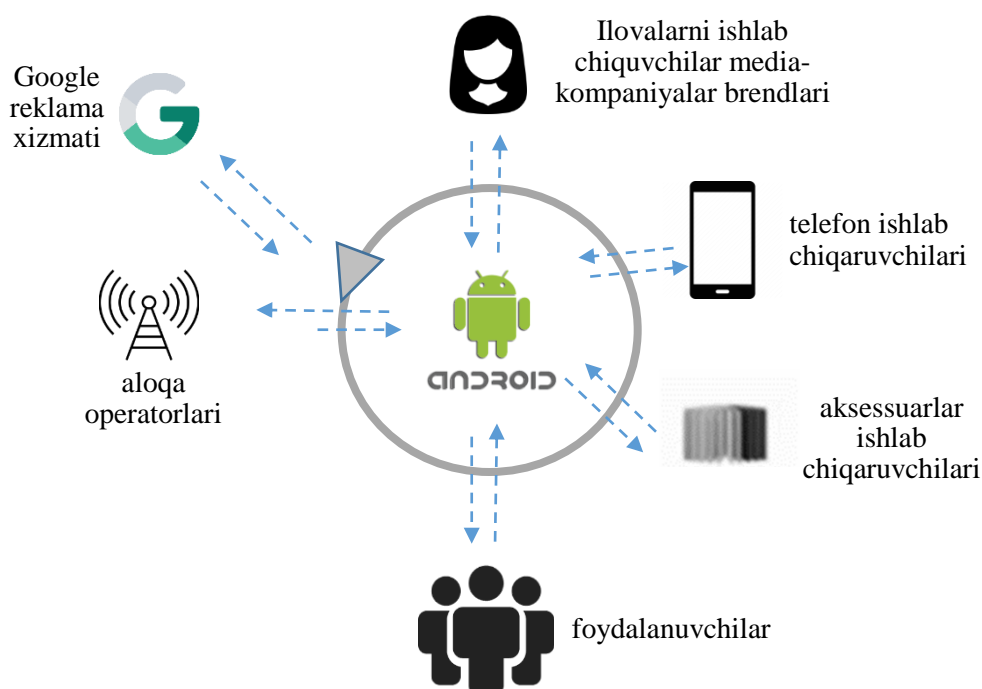 Google
reklama
xizmati
Ilovalarni ishlab
chiquvchilar media-
kompaniyalar brendlari
telefon ishlab
chiqaruvchilari
aloqa
operatorlari
ANDROID
aksessuarlar
ishlab
chiqaruvchilari
foydalanuvchilar